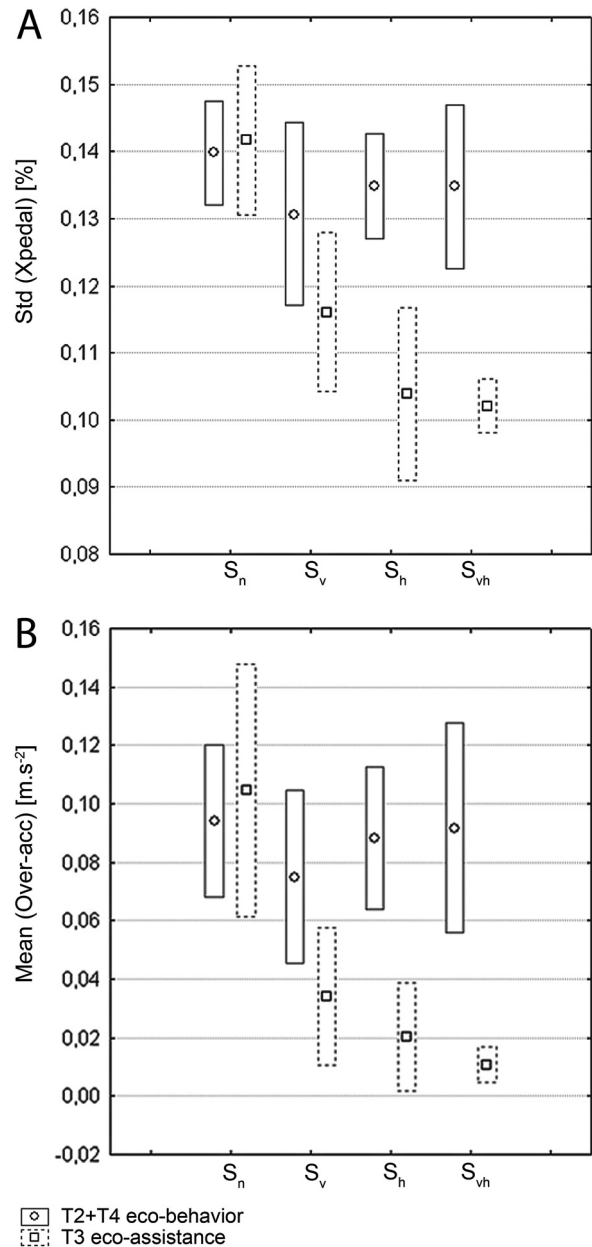 A
Std (Xpedal) [%]
0,16
0,15
0,14
0,13
0,12
0,11
0,10
0,09
0,08
Sn Sv Sh Svh
B
Mean (Over-acc) [m.s-2]
0,16
0,14
0,12
0,10
0,08
0,06
0,04
0,02
0,00
-0,02
Sn Sv Sh Svh
T2+T4 eco-behavior
T3 eco-assistance